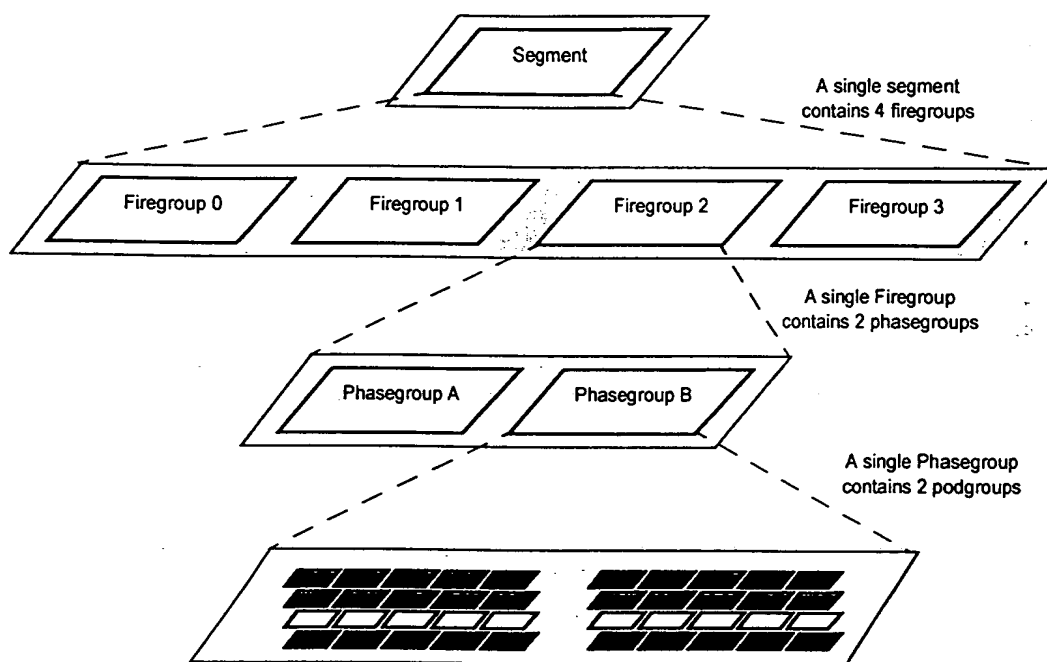 Segment
A single segment
contains 4 firegroups
Firegroup 0
Firegroup 1
Firegroup 2
Firegroup 3
A single Firegroup
contains 2 phasegroups
Phasegroup A
Phasegroup B
A single Phasegroup
contains 2 podgroups